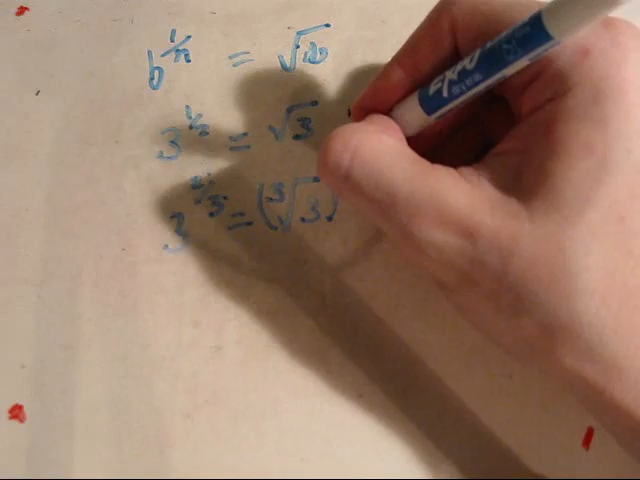 b^{1/n} = √b
3^{1/2} = √3
3^{2/3} = (³√3)
EXPO